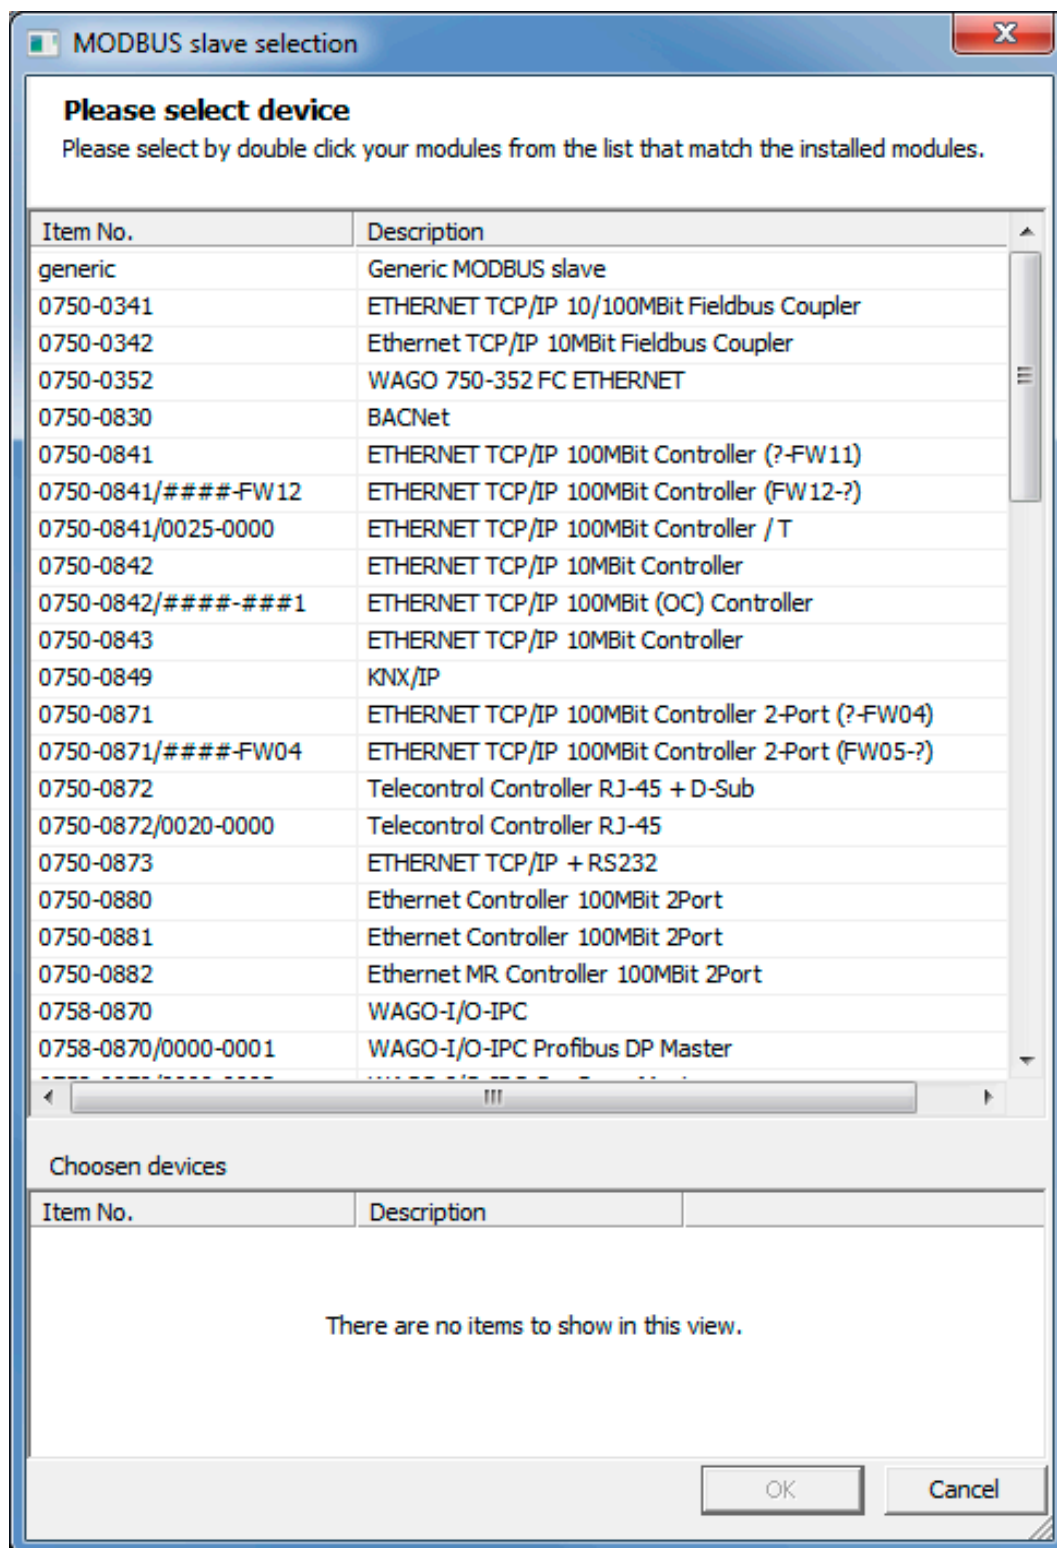 MODBUS slave selection
Please select device
Please select by double click your modules from the list that match the installed modules.
Item No. Description
generic Generic MODBUS slave
0750-0341 ETHERNET TCP/IP 10/100MBit Fieldbus Coupler
0750-0342 Ethernet TCP/IP 10MBit Fieldbus Coupler
0750-0352 WAGO 750-352 FC ETHERNET
0750-0830 BACNet
0750-0841 ETHERNET TCP/IP 100MBit Controller (?-FW11)
0750-0841/####-FW12 ETHERNET TCP/IP 100MBit Controller (FW12-?)
0750-0841/0025-0000 ETHERNET TCP/IP 100MBit Controller / T
0750-0842 ETHERNET TCP/IP 10MBit Controller
0750-0842/####-###1 ETHERNET TCP/IP 100MBit (OC) Controller
0750-0843 ETHERNET TCP/IP 10MBit Controller
0750-0849 KNX/IP
0750-0871 ETHERNET TCP/IP 100MBit Controller 2-Port (?-FW04)
0750-0871/####-FW04 ETHERNET TCP/IP 100MBit Controller 2-Port (FW05-?)
0750-0872 Telecontrol Controller RJ-45 + D-Sub
0750-0872/0020-0000 Telecontrol Controller RJ-45
0750-0873 ETHERNET TCP/IP + RS232
0750-0880 Ethernet Controller 100MBit 2Port
0750-0881 Ethernet Controller 100MBit 2Port
0750-0882 Ethernet MR Controller 100MBit 2Port
0758-0870 WAGO-I/O-IPC
0758-0870/0000-0001 WAGO-I/O-IPC Profibus DP Master
Choosen devices
Item No. Description
There are no items to show in this view.
OK Cancel